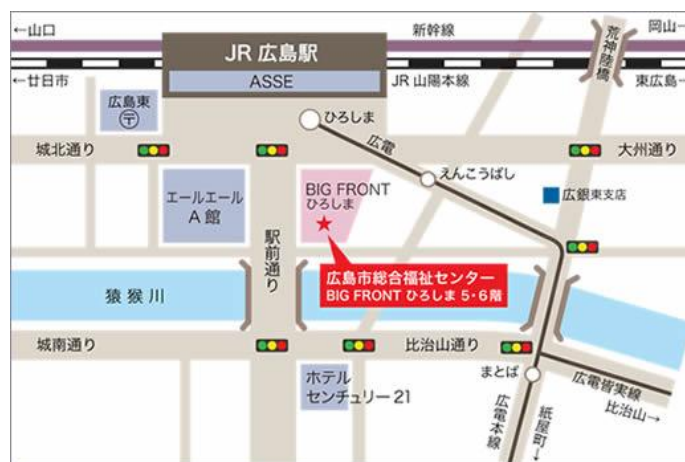 ←山口
新幹線
岡山→
JR 広島駅
ASSE
荒神陸橋
←廿日市
JR 山陽本線
東広島→
広島東
〒
ひろしま
城北通り
広電
大州通り
えんこうばし
エールエール
A 館
BIG FRONT
ひろしま
広銀東支店
駅前通り
広島市総合福祉センター
BIG FRONT ひろしま 5・6 階
猿猴川
城南通り
比治山通り
ホテル
センチュリー 21
まとば
広電皆実線
比治山→
広電本線
紙屋町→